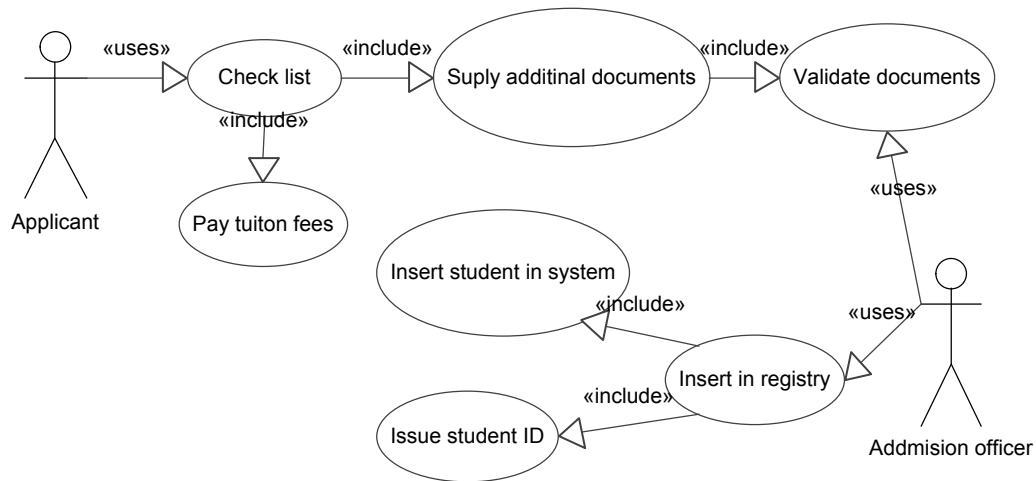 «uses»
«include»
«include»
Check list
Suply additinal documents
Validate documents
«include»
Applicant
Pay tuiton fees
«uses»
Insert student in system
«include»
«uses»
Insert in registry
«include»
Issue student ID
Addmision officer